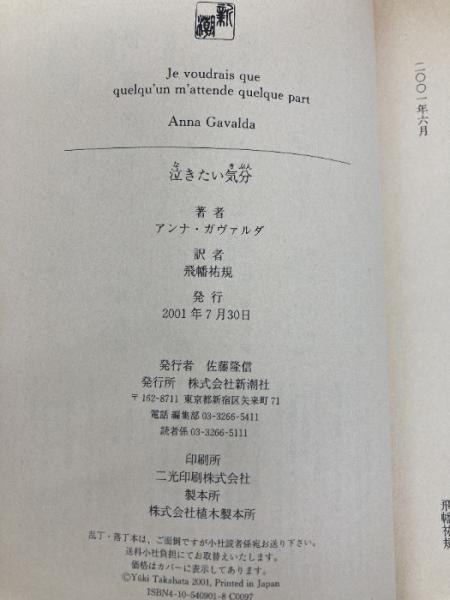 新潮
Je voudrais que
quelqu'un m'attende quelque part
Anna Gavalda
泣きたい気分
著者
アンナ・ガヴァルダ
訳者
飛幡祐規
発行
2001年7月30日
発行者 佐藤隆信
発行所 株式会社新潮社
〒162-8711 東京都新宿区矢来町71
電話 編集部 03-3266-5411
読者係 03-3266-5111
印刷所
二光印刷株式会社
製本所
株式会社植木製本所
乱丁・落丁本は、ご面倒ですが小社読者係宛お送り下さい。
送料小社負担にてお取替えいたします。
価格はカバーに表示してあります。
©Yūki Takahata 2001, Printed in Japan
ISBN4-10-540901-8 C0097
二〇〇一年六月
飛幡祐規